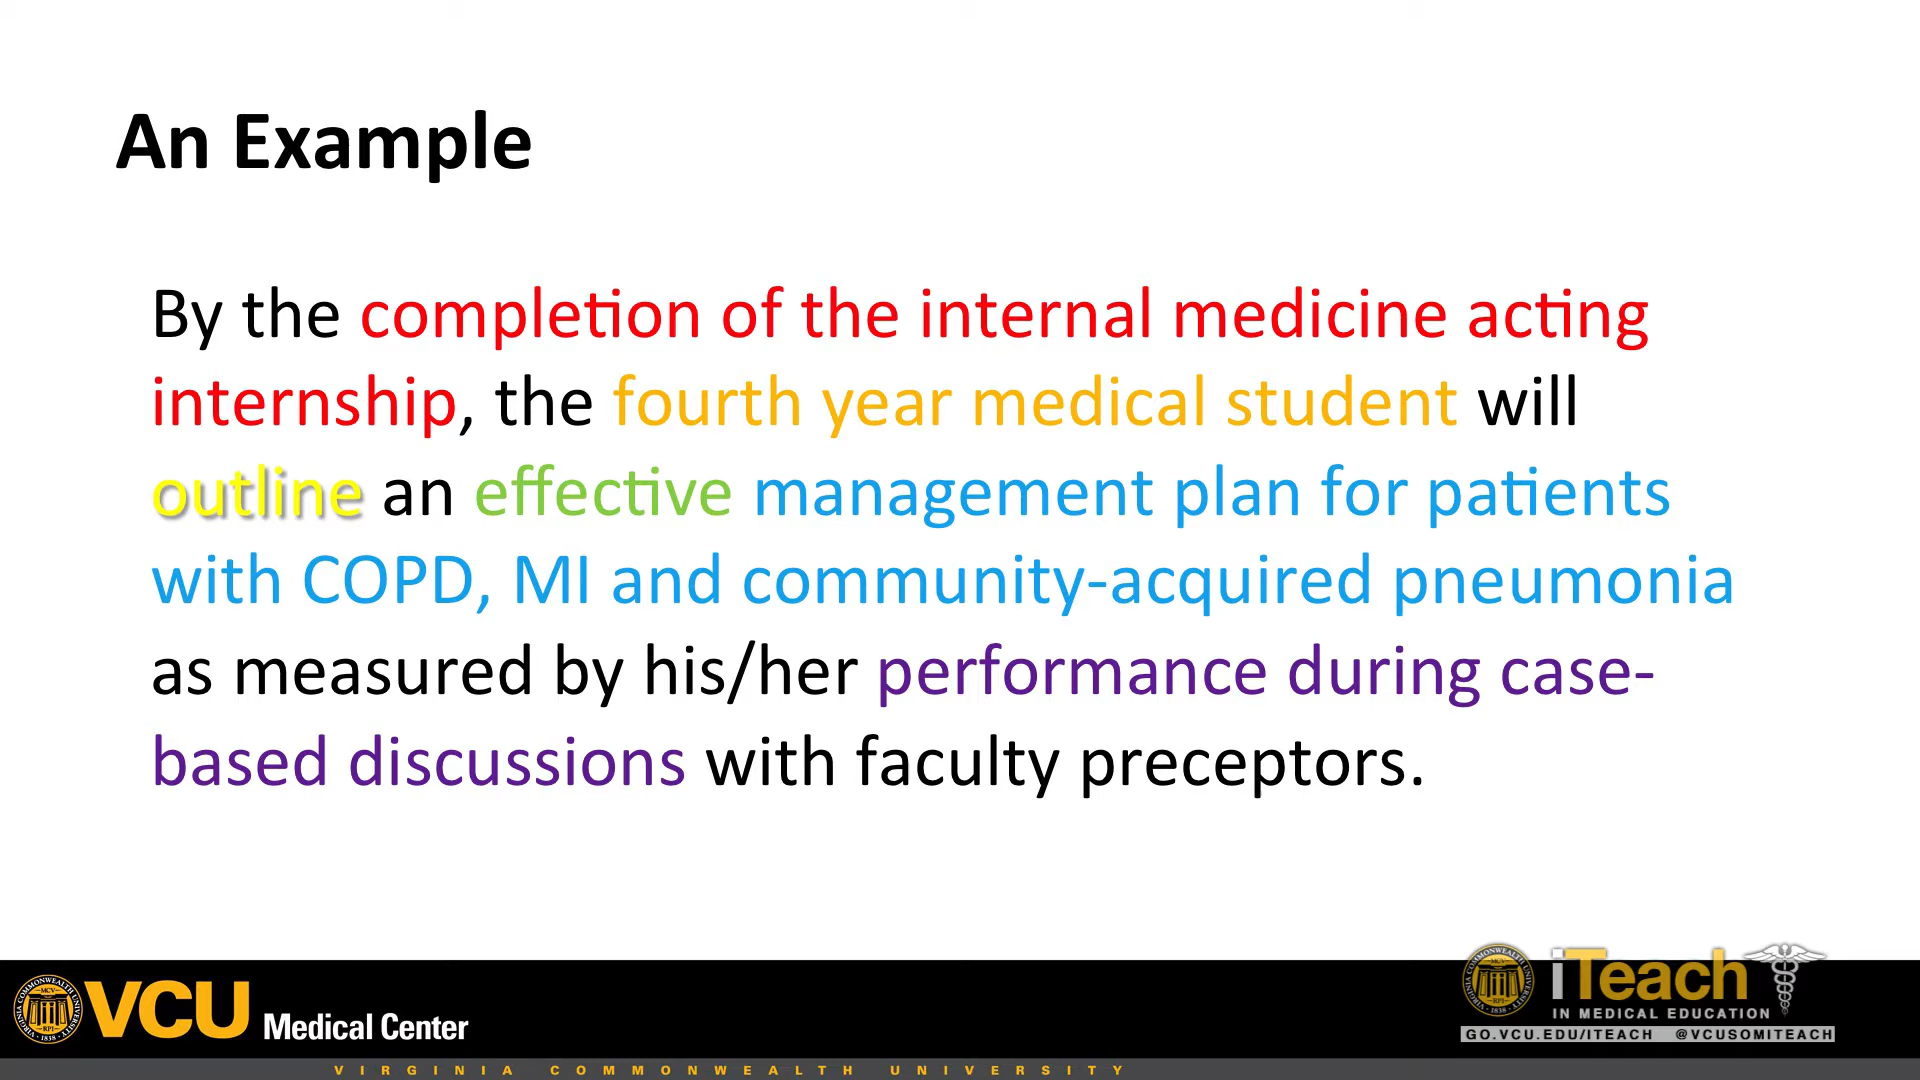 An Example
By the completion of the internal medicine acting
internship, the fourth year medical student will
outline an effective management plan for patients
with COPD, MI and community-acquired pneumonia
as measured by his/her performance during case-
based discussions with faculty preceptors.
VCU Medical Center
iTeach
IN MEDICAL EDUCATION
GO.VCU.EDU/ITEACH @VCUSOMITEACH
VIRGINIA COMMONWEALTH UNIVERSITY